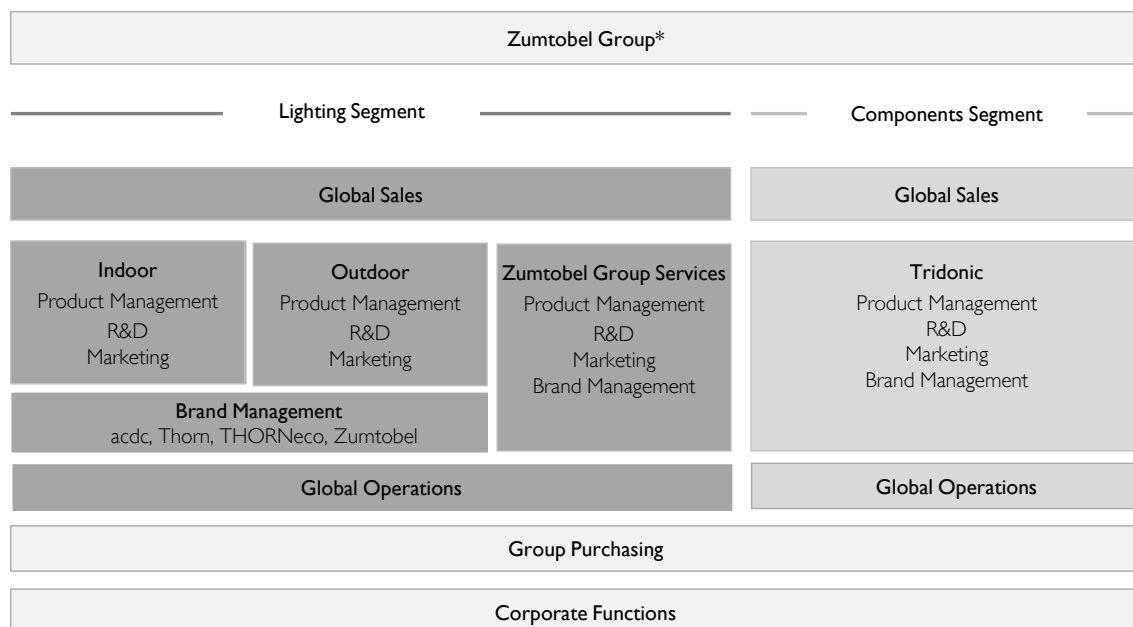 Zumtobel Group*
Lighting Segment
Components Segment
Global Sales
Global Sales
Indoor
Product Management
R&D
Marketing
Outdoor
Product Management
R&D
Marketing
Zumtobel Group Services
Product Management
R&D
Marketing
Brand Management
Tridonic
Product Management
R&D
Marketing
Brand Management
Brand Management
acdc, Thorn, THORNeco, Zumtobel
Global Operations
Global Operations
Group Purchasing
Corporate Functions